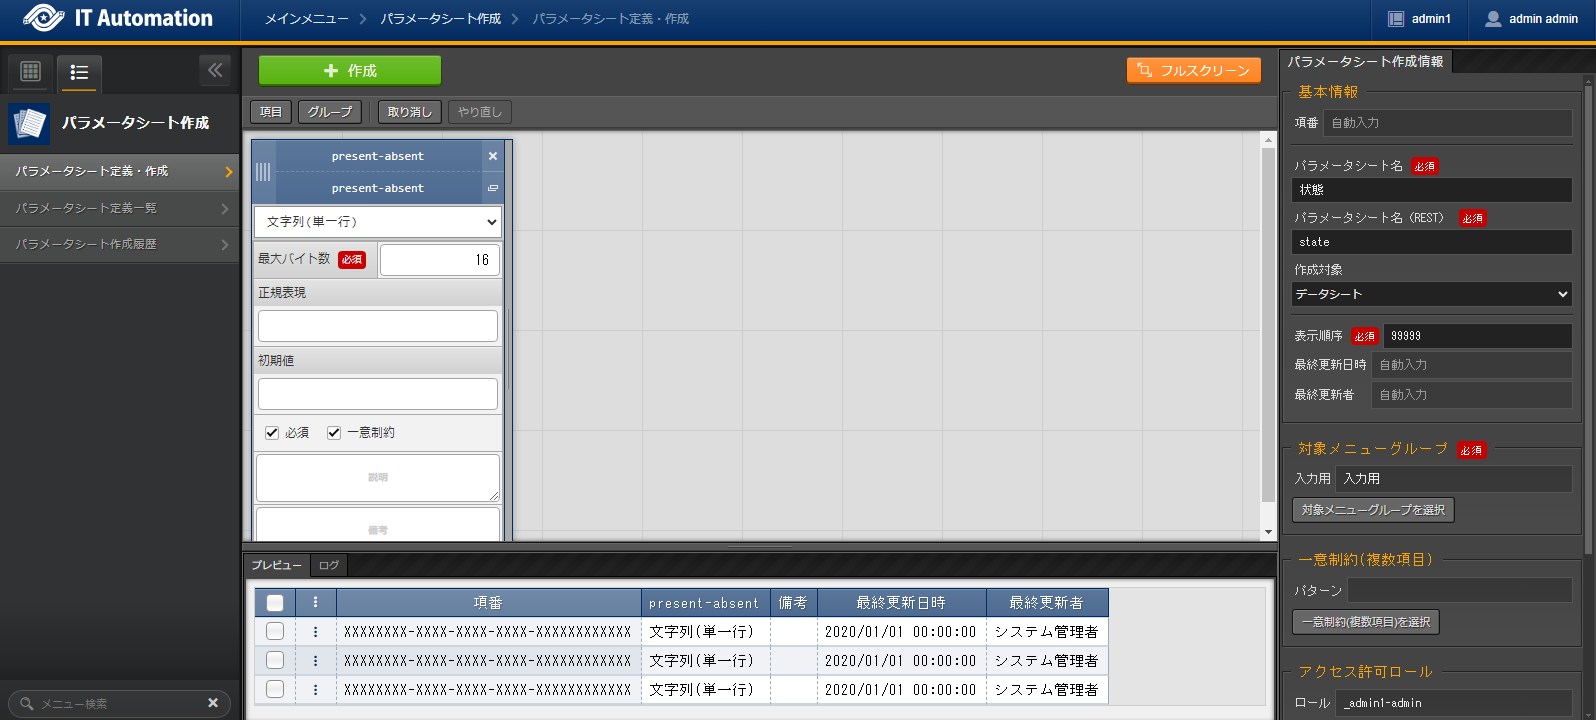 IT Automation
メインメニュー
パラメータシート作成
パラメータシート定義・作成
admin1
admin admin
パラメータシート作成
パラメータシート定義・作成
パラメータシート定義一覧
パラメータシート作成履歴
メニュー検索
作成
フルスクリーン
項目
グループ
取り消し
やり直し
present-absent
present-absent
文字列(単一行)
最大バイト数 必須 16
正規表現
初期値
必須 一意制約
説明
備考
プレビュー ログ
項番 present-absent 備考 最終更新日時 最終更新者
XXXXXXXX-XXXX-XXXX-XXXX-XXXXXXXXXXXX 文字列(単一行) 2020/01/01 00:00:00 システム管理者
XXXXXXXX-XXXX-XXXX-XXXX-XXXXXXXXXXXX 文字列(単一行) 2020/01/01 00:00:00 システム管理者
XXXXXXXX-XXXX-XXXX-XXXX-XXXXXXXXXXXX 文字列(単一行) 2020/01/01 00:00:00 システム管理者
パラメータシート作成情報
基本情報
項番 自動入力
パラメータシート名 必須
状態
パラメータシート名（REST） 必須
state
作成対象
データシート
表示順序 必須 99999
最終更新日時 自動入力
最終更新者 自動入力
対象メニューグループ 必須
入力用 入力用
対象メニューグループを選択
一意制約(複数項目)
パターン
一意制約(複数項目)を選択
アクセス許可ロール
ロール _admin1-admin